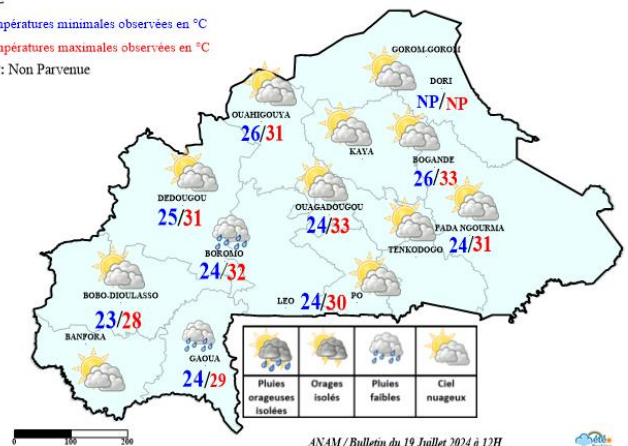 mpératures minimales observées en °C
mpératures maximales observées en °C
: Non Parvenue
GOROM-GOROM
DORI
NP/NP
OUAHIGOUYA
26/31
KAYA
BOGANDE
26/33
DEDOUGOU
25/31
OUAGADOUGOU
24/33
FADA NGOURMA
24/31
TENKODOGO
BOROMO
24/32
BOBO-DIOULASSO
23/28
LEO
24/30
PO
BANFORA
GAOUA
24/29
Pluies orageuses isolées
Orages isolés
Pluies faibles
Ciel nuageux
0 100 200
ANAM / Bulletin du 19 Juillet 2024 à 12H